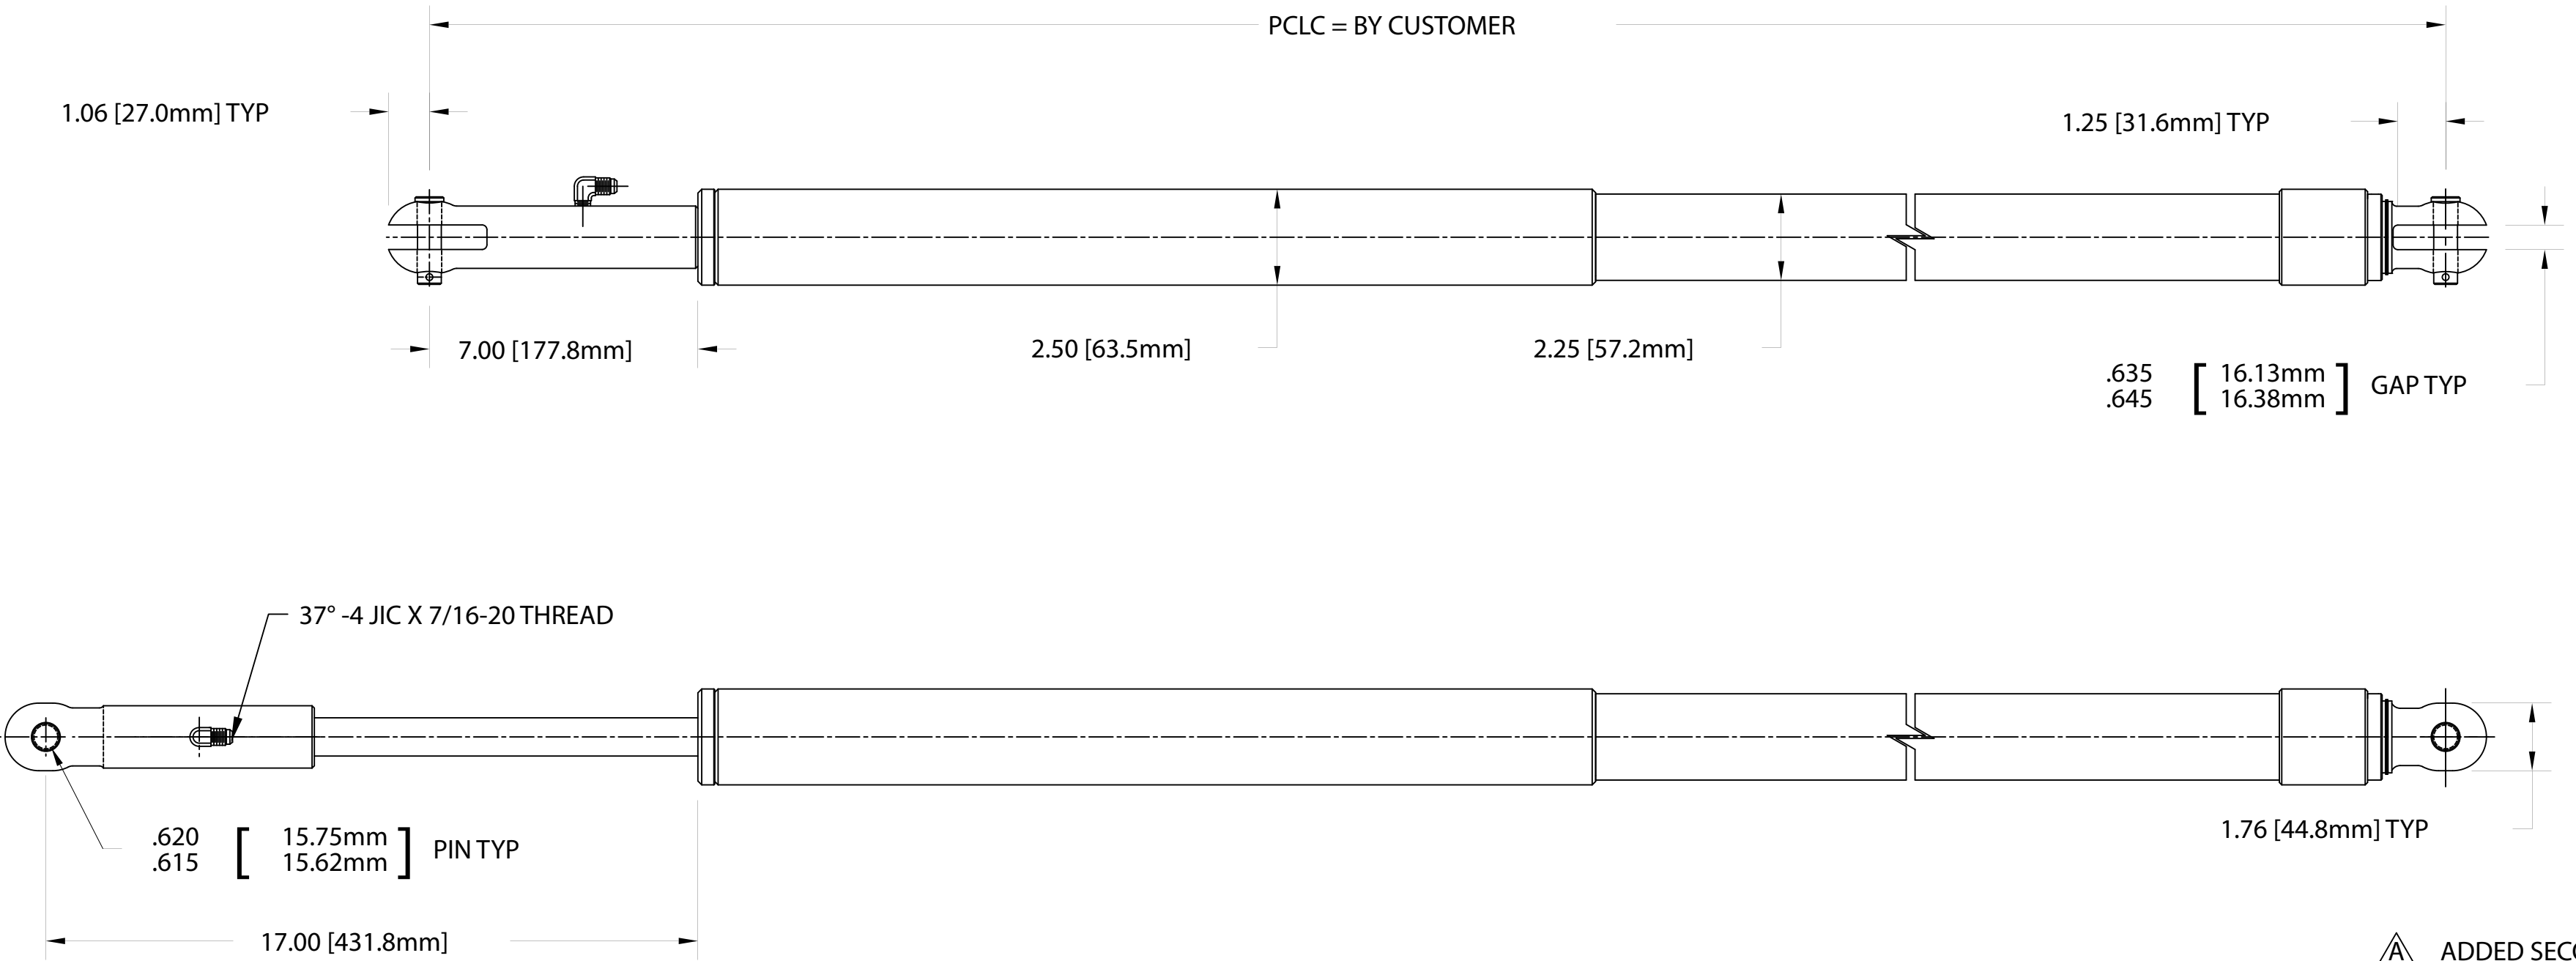 PCLC = BY CUSTOMER
1.06 [27.0mm] TYP
1.25 [31.6mm] TYP
7.00 [177.8mm]
2.50 [63.5mm]
2.25 [57.2mm]
.635 [ 16.13mm ] GAP TYP
.645 16.38mm
37° -4 JIC X 7/16-20 THREAD
.620 [ 15.75mm ] PIN TYP
.615 15.62mm
1.76 [44.8mm] TYP
17.00 [431.8mm]
A ADDED